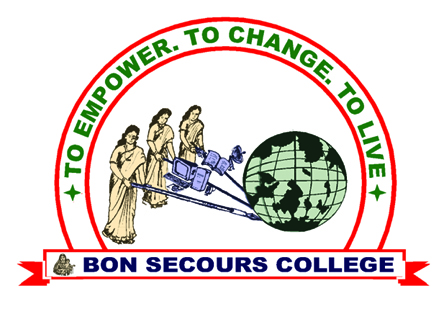 TO EMPOWER. TO CHANGE. TO LIVE
BON SECOURS COLLEGE